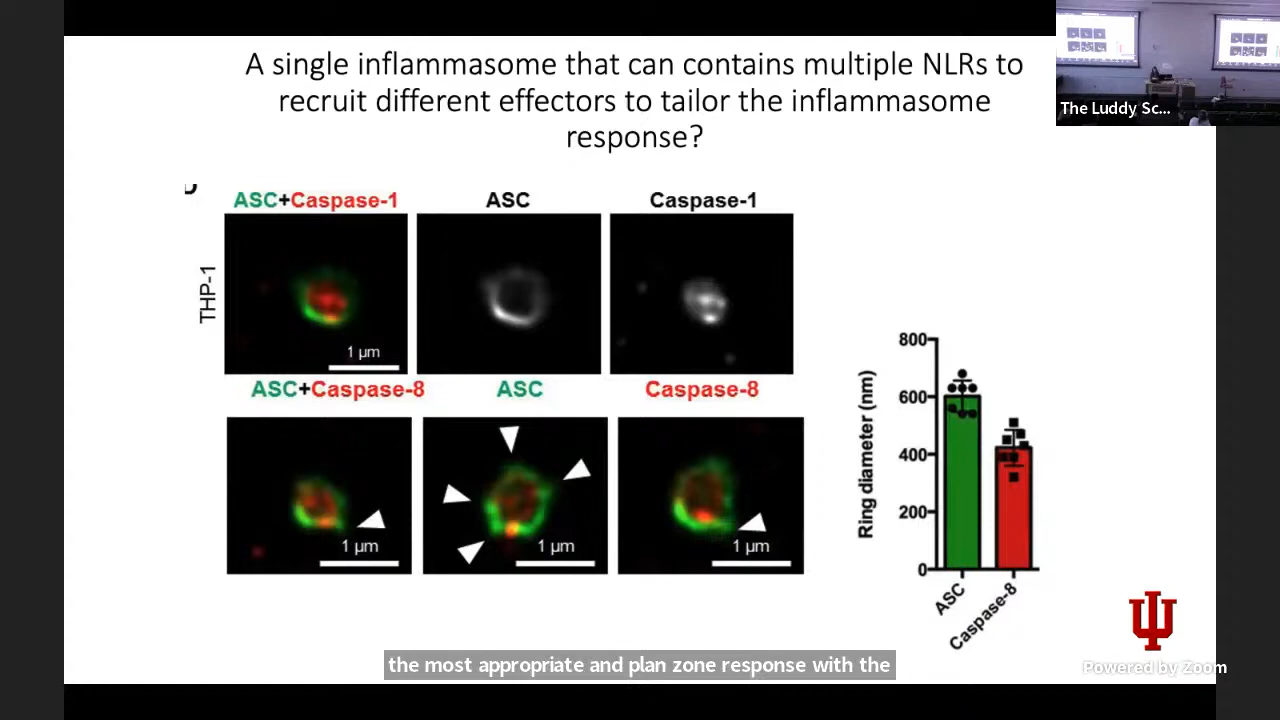 A single inflammasome that can contains multiple NLRs to
recruit different effectors to tailor the inflammasome
response?
The Luddy Sc...
ASC+Caspase-1
ASC
Caspase-1
THP-1
1 µm
ASC+Caspase-8
ASC
Caspase-8
1 µm
1 µm
1 µm
Ring diameter (nm)
800
600
400
200
0
ASC
Caspase-8
the most appropriate and plan zone response with the
Powered by Zoom